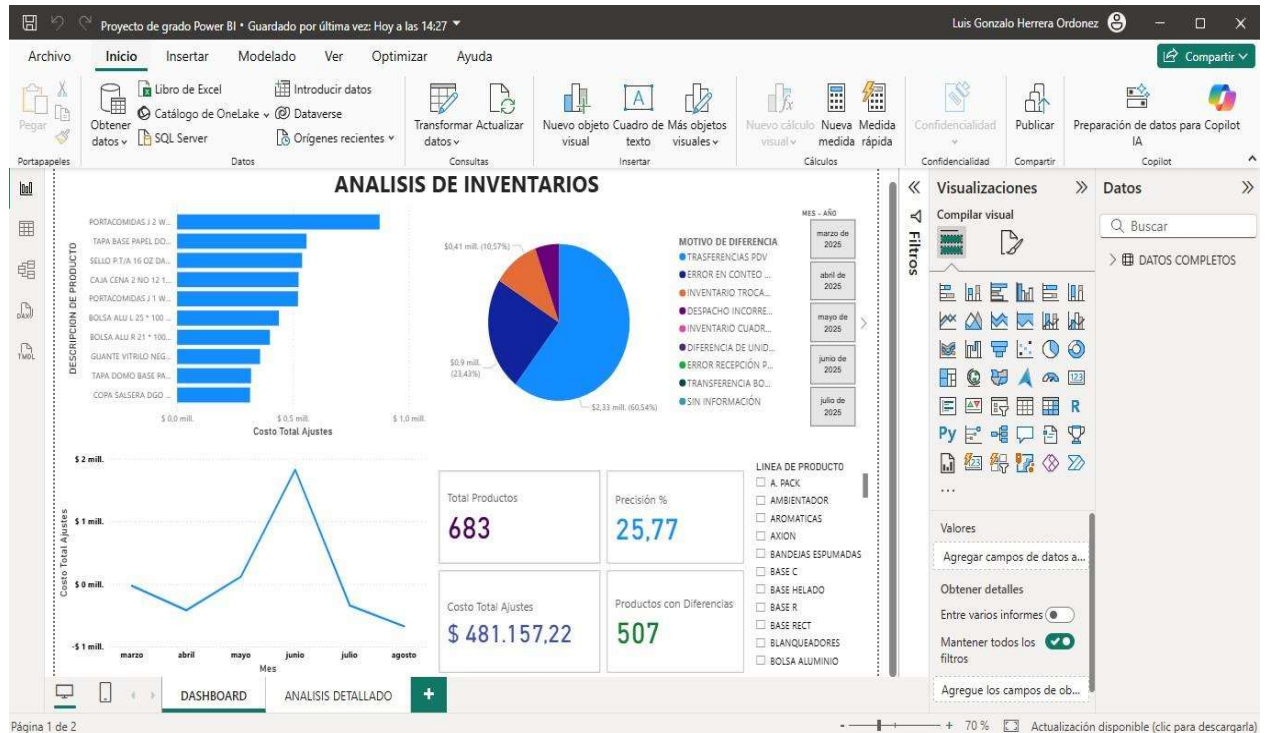 Proyecto de grado Power BI • Guardado por última vez: Hoy a las 14:27
Luis Gonzalo Herrera Ordonez
Archivo Inicio Insertar Modelado Ver Optimizar Ayuda
Compartir
Pegar
Obtener datos
Libro de Excel
Catálogo de OneLake
SQL Server
Introducir datos
Dataverse
Orígenes recientes
Transformar datos
Actualizar
Nuevo objeto visual
Cuadro de texto
Más objetos visuales
Nuevo cálculo visual
Nueva medida
Medida rápida
Confidencialidad
Publicar
Preparación de datos para Copilot
IA
Portapapeles
Datos
Consultas
Insertar
Cálculos
Confidencialidad
Compartir
Copilot
DAX
TMDL
ANALISIS DE INVENTARIOS
DESCRIPCION DE PRODUCTO
PORTACOMIDAS J 2 W...
TAPA BASE PAPEL DO...
SELLO P.T/A 16 OZ DA...
CAJA CENA 2 NO 12 1...
PORTACOMIDAS J 1 W...
BOLSA ALU L 25 * 100 ...
BOLSA ALU R 21 * 100...
GUANTE VITRILO NEG...
TAPA DOMO BASE PA...
COPA SALSERA DGO ...
$ 0,0 mill.
$ 0,5 mill.
$ 1,0 mill.
Costo Total Ajustes
$0,41 mill. (10,57%)
$0,9 mill.
(23,43%)
$2,33 mill. (60,54%)
MOTIVO DE DIFERENCIA
TRASFERENCIAS PDV
ERROR EN CONTEO ...
INVENTARIO TROCA...
DESPACHO INCORRE...
INVENTARIO CUADR...
DIFERENCIA DE UNID...
ERROR RECEPCIÓN P...
TRANSFERENCIA BO...
SIN INFORMACIÓN
MES - AÑO
marzo de
2025
abril de
2025
mayo de
2025
junio de
2025
julio de
2025
Costo Total Ajustes
$ 2 mill.
$ 1 mill.
$ 0 mill.
-$ 1 mill.
marzo abril mayo junio julio agosto
Mes
Total Productos
683
Precisión %
25,77
Costo Total Ajustes
$ 481.157,22
Productos con Diferencias
507
LINEA DE PRODUCTO
A. PACK
AMBIENTADOR
AROMATICAS
AXION
BANDEJAS ESPUMADAS
BASE C
BASE HELADO
BASE R
BASE RECT
BLANQUEADORES
BOLSA ALUMINIO
Filtros
Visualizaciones
Compilar visual
123
R
Py
123
...
Valores
Agregar campos de datos a...
Obtener detalles
Entre varios informes
Mantener todos los
filtros
Agregue los campos de ob...
Datos
Buscar
DATOS COMPLETOS
DASHBOARD
ANALISIS DETALLADO
+
Página 1 de 2
- + 70 %
Actualización disponible (clic para descargarla)